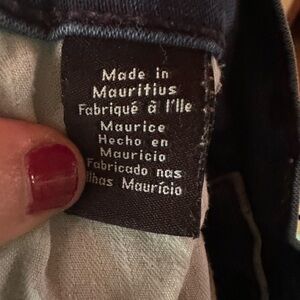 Made in
Mauritius
Fabriqué à l'Ile
Maurice
Hecho en
Mauricio
Fabricado nas
Ilhas Maurício